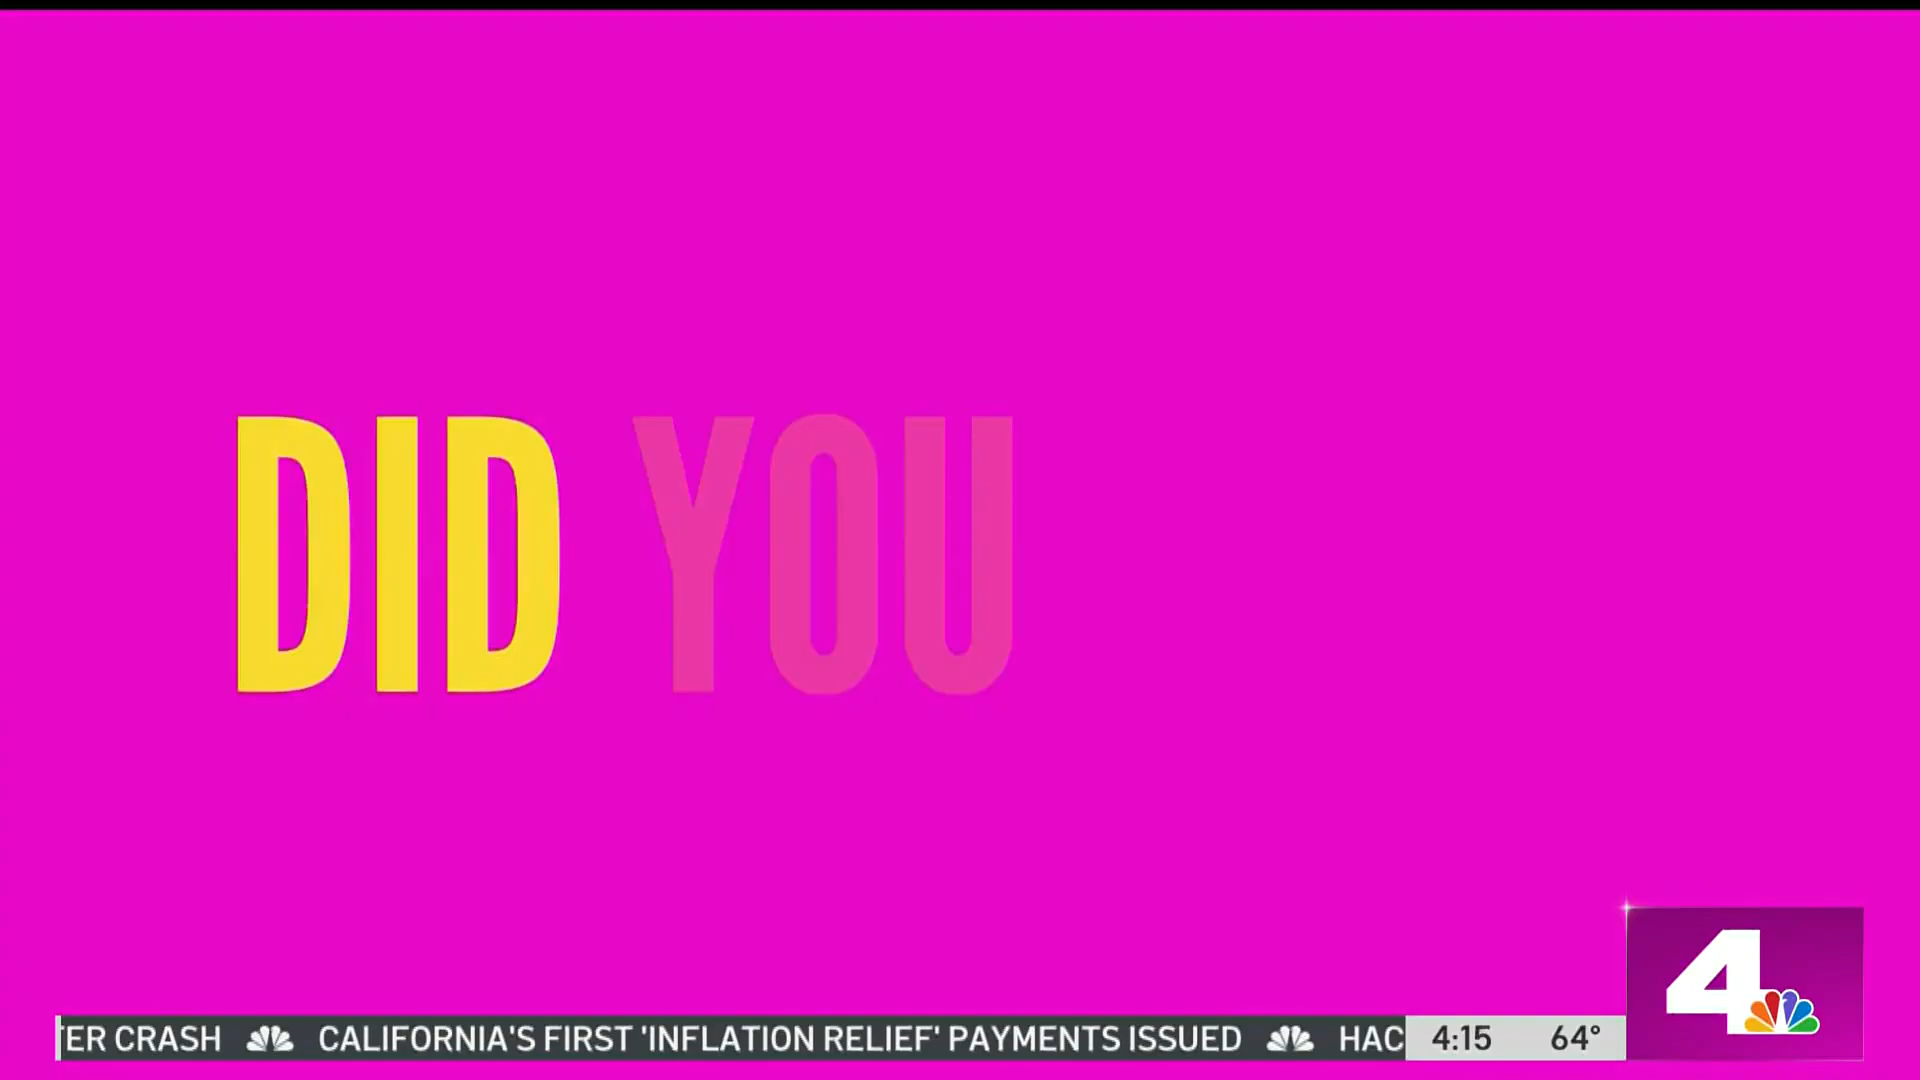 DID YOU
ER CRASH CALIFORNIA'S FIRST 'INFLATION RELIEF' PAYMENTS ISSUED HAC 4:15 64°
4